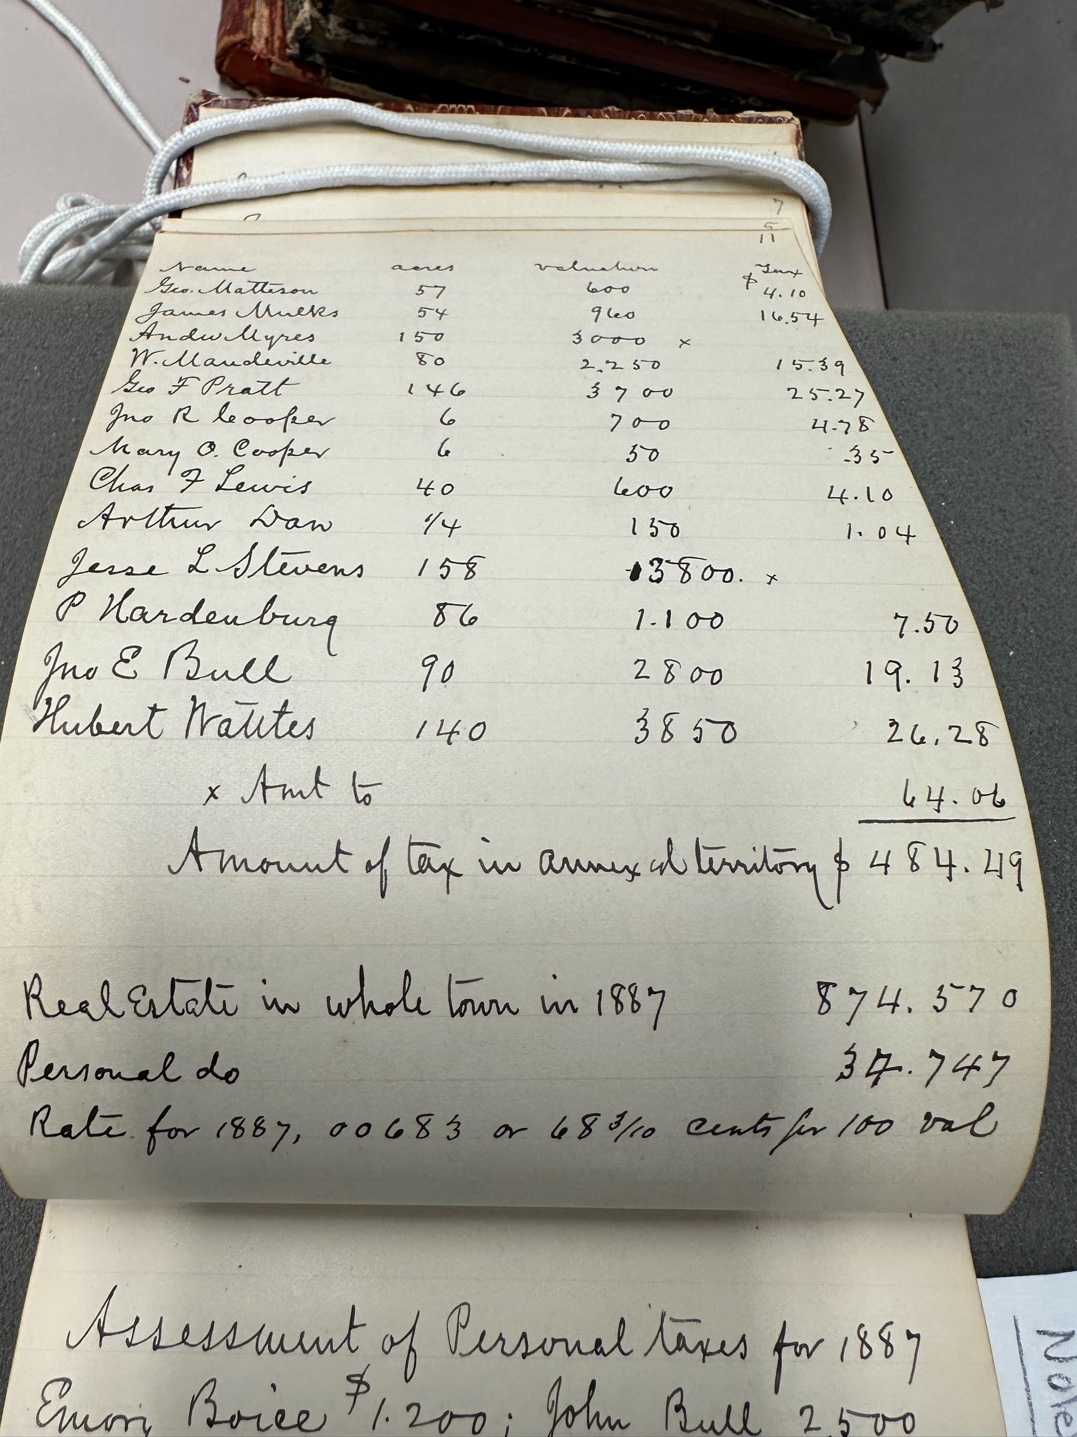 7
5
11
Name acres valuation Tax
Geo. Matteson 57 600 $4.10
James Mulks 54 960 16.54
Andw Myres 150 3000 x
W. Mandeville 80 2,250 15.39
Geo F Pratt 146 3700 25.27
Jno R Cooper 6 700 4.78
Mary O. Cooper 6 50 .35
Chas F Lewis 40 600 4.10
Arthur Dan 1/4 150 1.04
Jesse L Stevens 158 3800. x
P Hardenburg 86 1.100 7.50
Jno E Bull 90 2800 19.13
Hubert Wattles 140 3850 26.28
x Amt to 64.06
Amount of tax in annexed territory $ 484.49
Real Estate in whole town in 1887 874.570
Personal do 37.747
Rate for 1887, 00683 or 68 3/10 cents for 100 val
Assessment of Personal taxes for 1887
Emory Boice $1.200; John Bull 2,500
Note